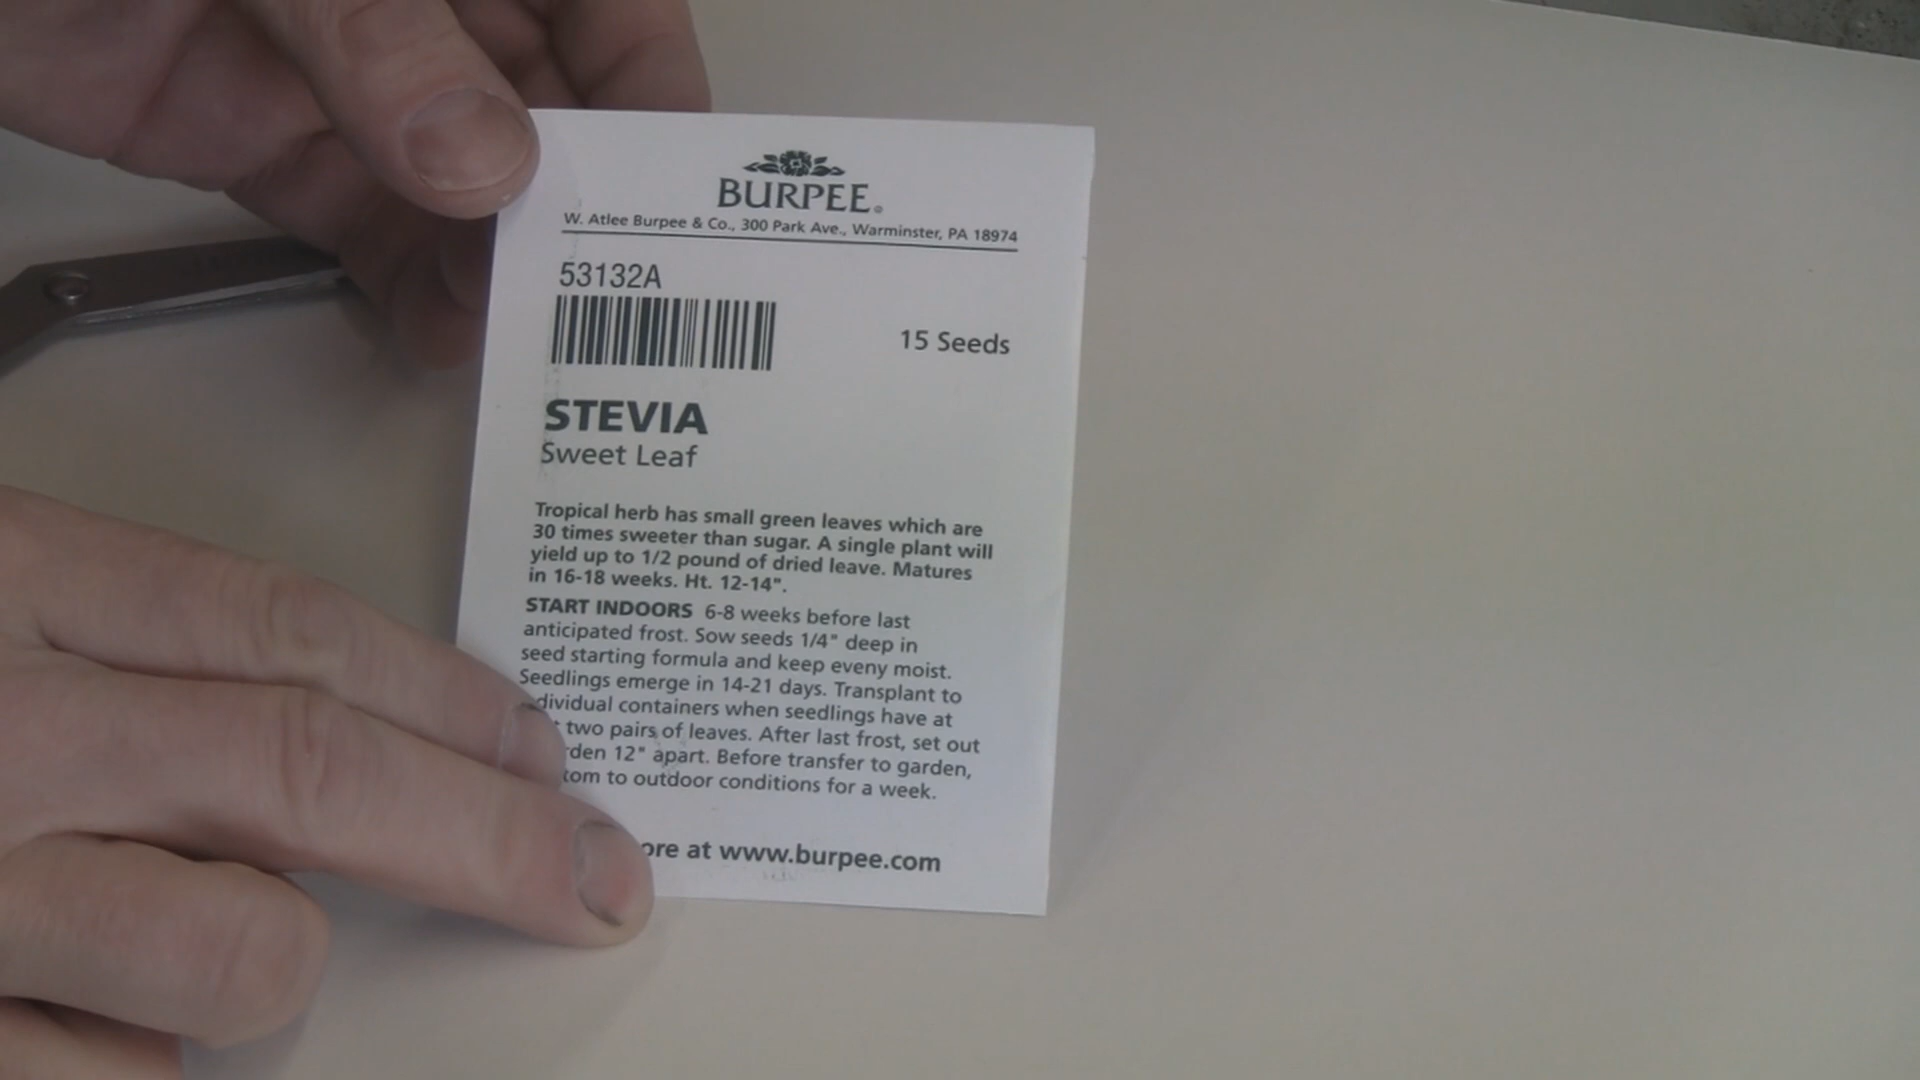 BURPEE®
W. Atlee Burpee & Co., 300 Park Ave., Warminster, PA 18974
53132A
15 Seeds
STEVIA
Sweet Leaf
Tropical herb has small green leaves which are
30 times sweeter than sugar. A single plant will
yield up to 1/2 pound of dried leave. Matures
in 16-18 weeks. Ht. 12-14".
START INDOORS 6-8 weeks before last
anticipated frost. Sow seeds 1/4" deep in
seed starting formula and keep eveny moist.
Seedlings emerge in 14-21 days. Transplant to
dividual containers when seedlings have at
two pairs of leaves. After last frost, set out
rden 12" apart. Before transfer to garden,
tom to outdoor conditions for a week.
ore at www.burpee.com